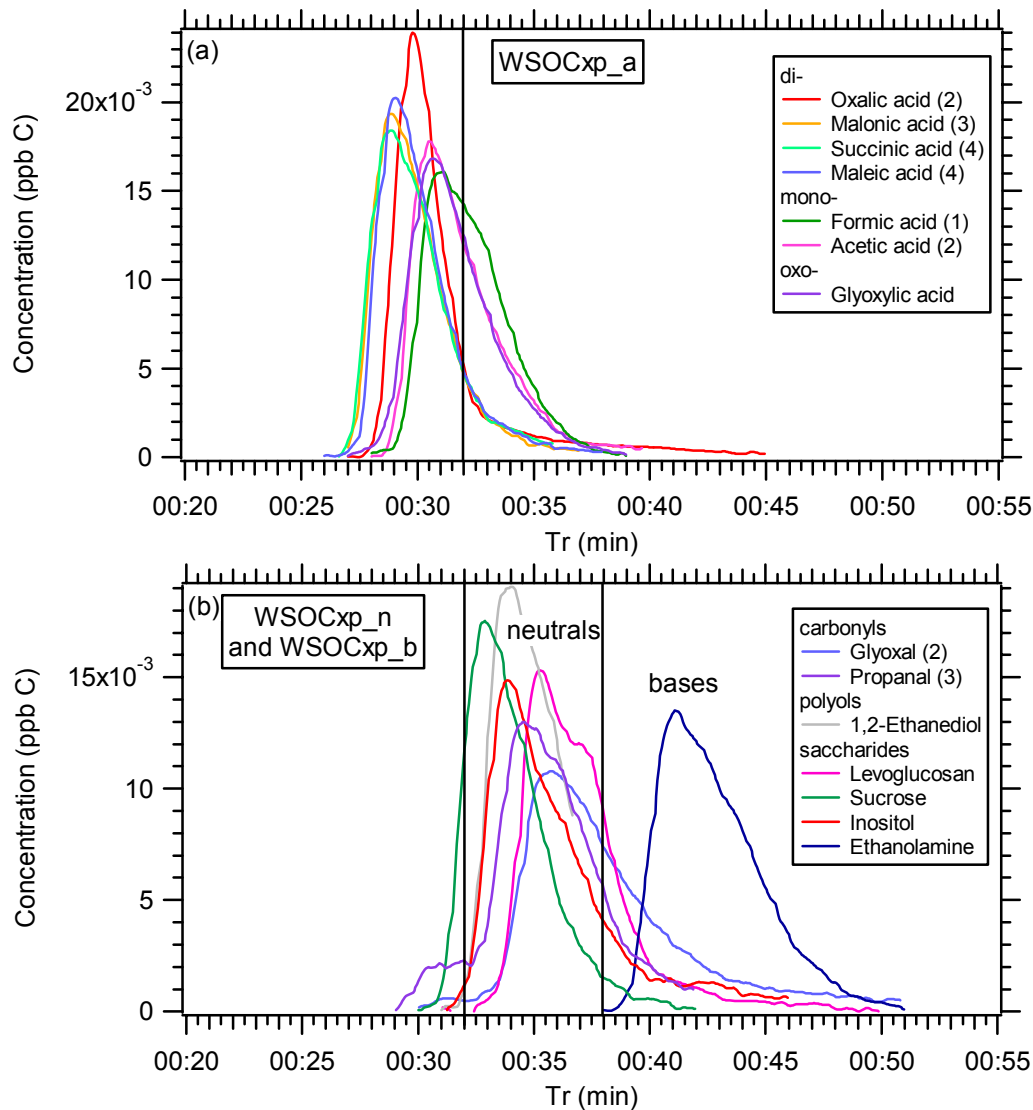 (a)
WSOCxp_a
di-
Oxalic acid (2)
Malonic acid (3)
Succinic acid (4)
Maleic acid (4)
mono-
Formic acid (1)
Acetic acid (2)
oxo-
Glyoxylic acid
Concentration (ppb C)
20x10⁻³
15
10
5
0
00:20 00:25 00:30 00:35 00:40 00:45 00:50 00:55
Tr (min)
(b)
WSOCxp_n
and WSOCxp_b
neutrals
bases
carbonyls
Glyoxal (2)
Propanal (3)
polyols
1,2-Ethanediol
saccharides
Levoglucosan
Sucrose
Inositol
Ethanolamine
Concentration (ppb C)
15x10⁻³
10
5
0
00:20 00:25 00:30 00:35 00:40 00:45 00:50 00:55
Tr (min)